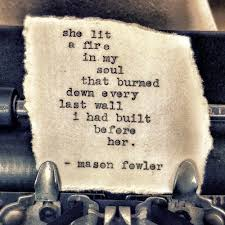 she lit
a fire
in my
soul
that burned
down every
last wall
i had built
before
her.
- mason fowler